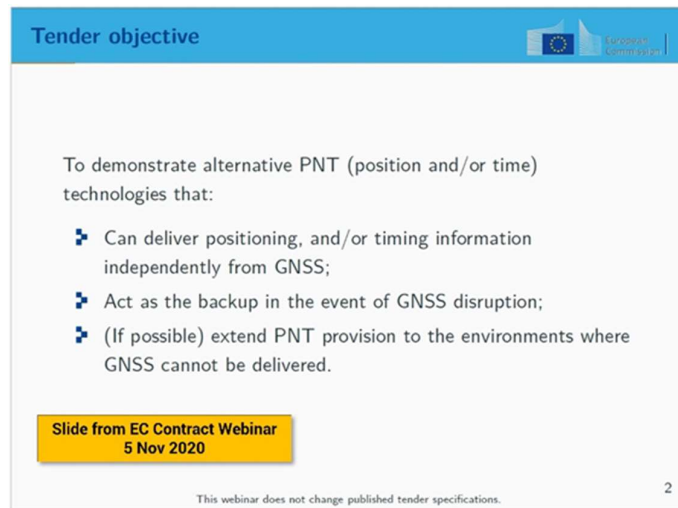 Tender objective
European
Commission
To demonstrate alternative PNT (position and/or time)
technologies that:
Can deliver positioning, and/or timing information
independently from GNSS;
Act as the backup in the event of GNSS disruption;
(If possible) extend PNT provision to the environments where
GNSS cannot be delivered.
Slide from EC Contract Webinar
5 Nov 2020
This webinar does not change published tender specifications.
2